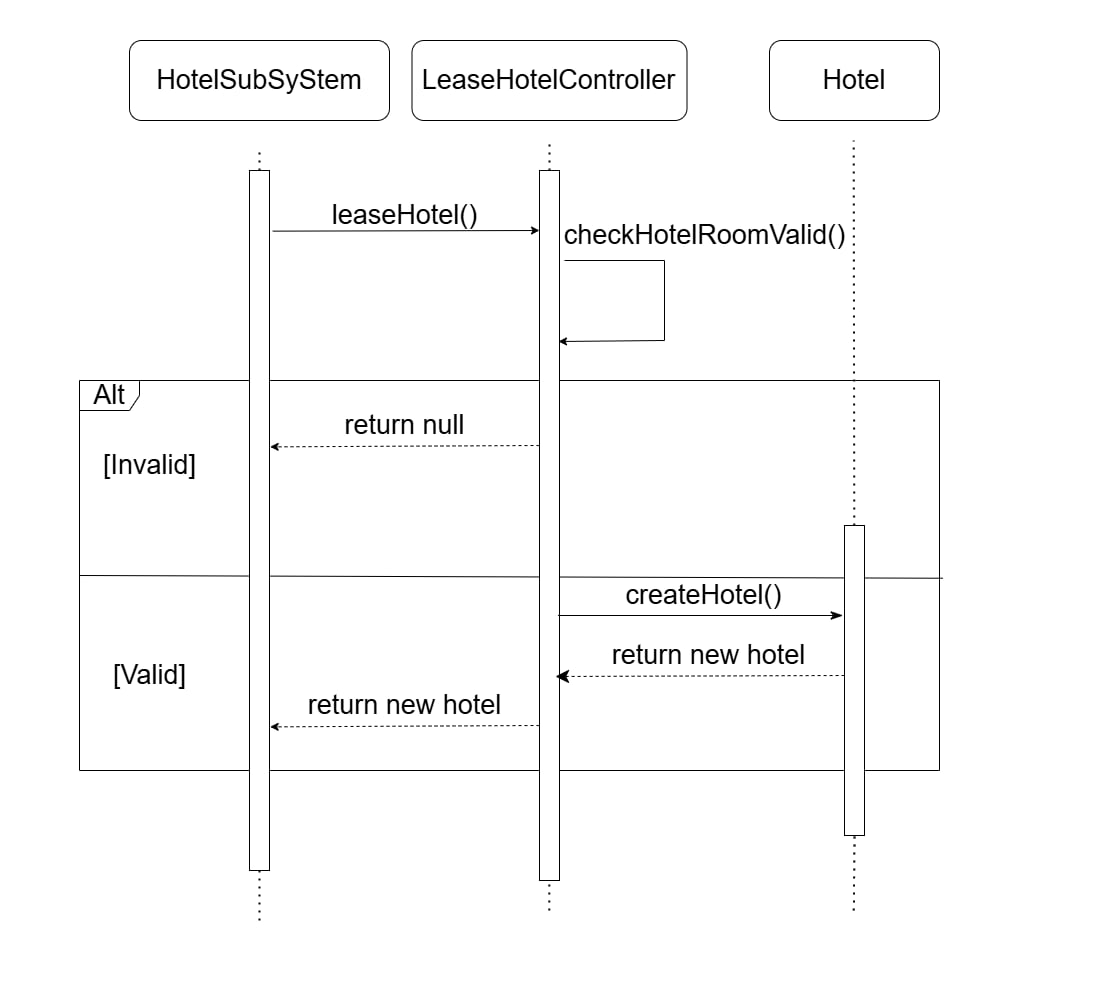 HotelSubSyStem
LeaseHotelController
Hotel
leaseHotel()
checkHotelRoomValid()
Alt
return null
[Invalid]
createHotel()
return new hotel
[Valid]
return new hotel